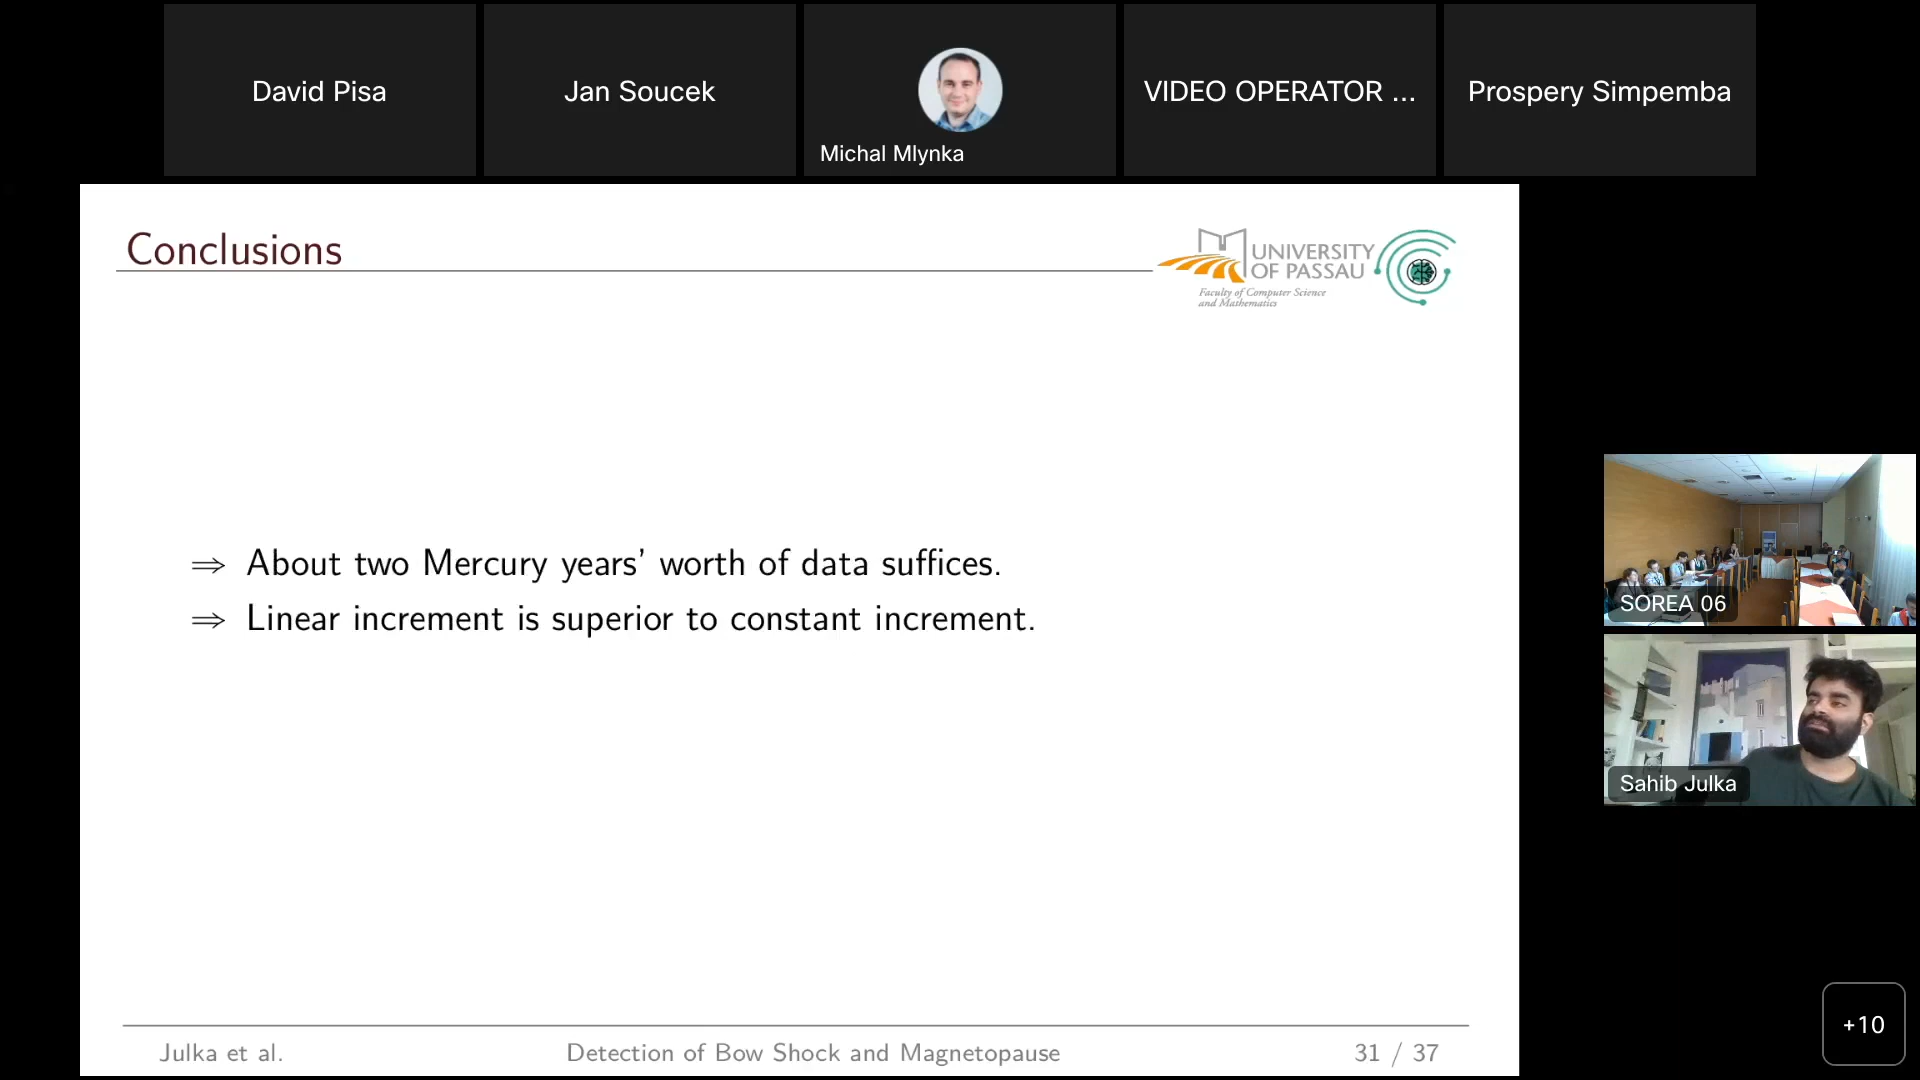 David Pisa
Jan Soucek
Michal Mlynka
VIDEO OPERATOR ...
Prospery Simpemba
Conclusions
UNIVERSITY
OF PASSAU
Faculty of Computer Science
and Mathematics
⇒ About two Mercury years’ worth of data suffices.
⇒ Linear increment is superior to constant increment.
SOREA 06
Sahib Julka
+10
Julka et al.
Detection of Bow Shock and Magnetopause
31 / 37